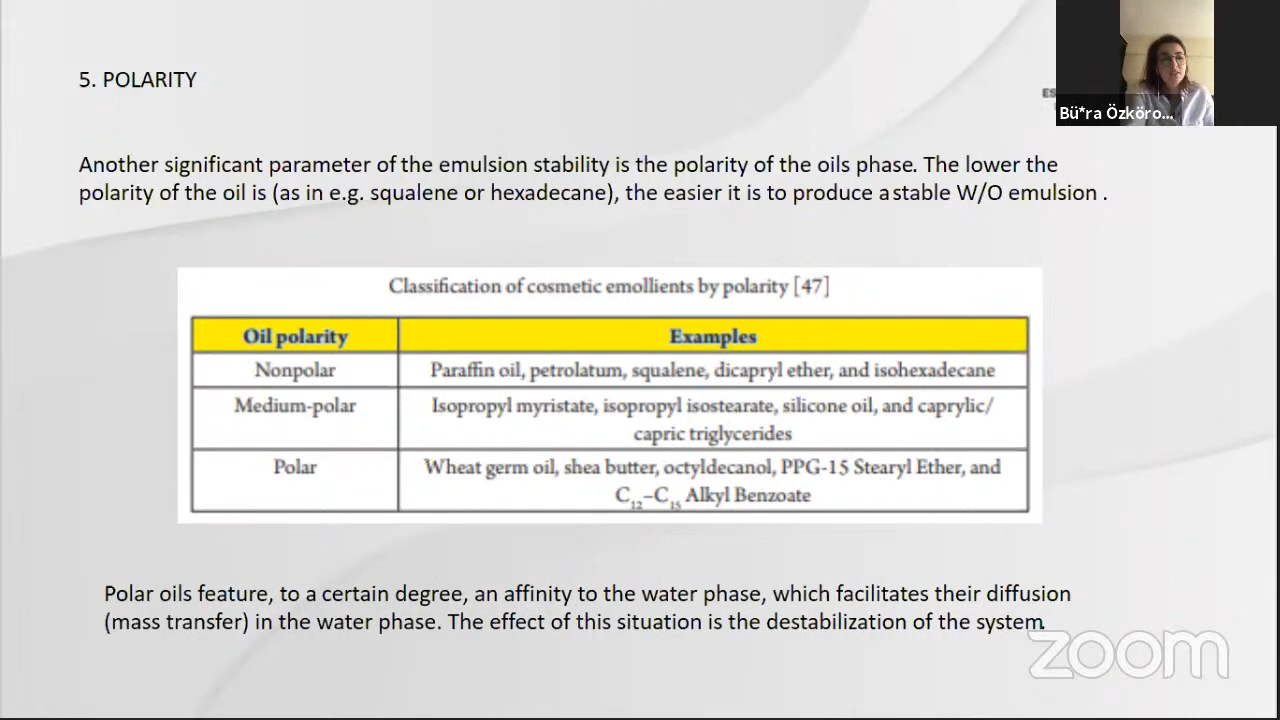 5. POLARITY
ES
Bü*ra Özköro...
Another significant parameter of the emulsion stability is the polarity of the oils phase. The lower the
polarity of the oil is (as in e.g. squalene or hexadecane), the easier it is to produce a stable W/O emulsion .
Classification of cosmetic emollients by polarity [47]
Oil polarity Examples
Nonpolar Paraffin oil, petrolatum, squalene, dicapryl ether, and isohexadecane
Medium-polar Isopropyl myristate, isopropyl isostearate, silicone oil, and caprylic/
capric triglycerides
Polar Wheat germ oil, shea butter, octyldecanol, PPG-15 Stearyl Ether, and
C₁₂–C₁₅ Alkyl Benzoate
Polar oils feature, to a certain degree, an affinity to the water phase, which facilitates their diffusion
(mass transfer) in the water phase. The effect of this situation is the destabilization of the system.
zoom